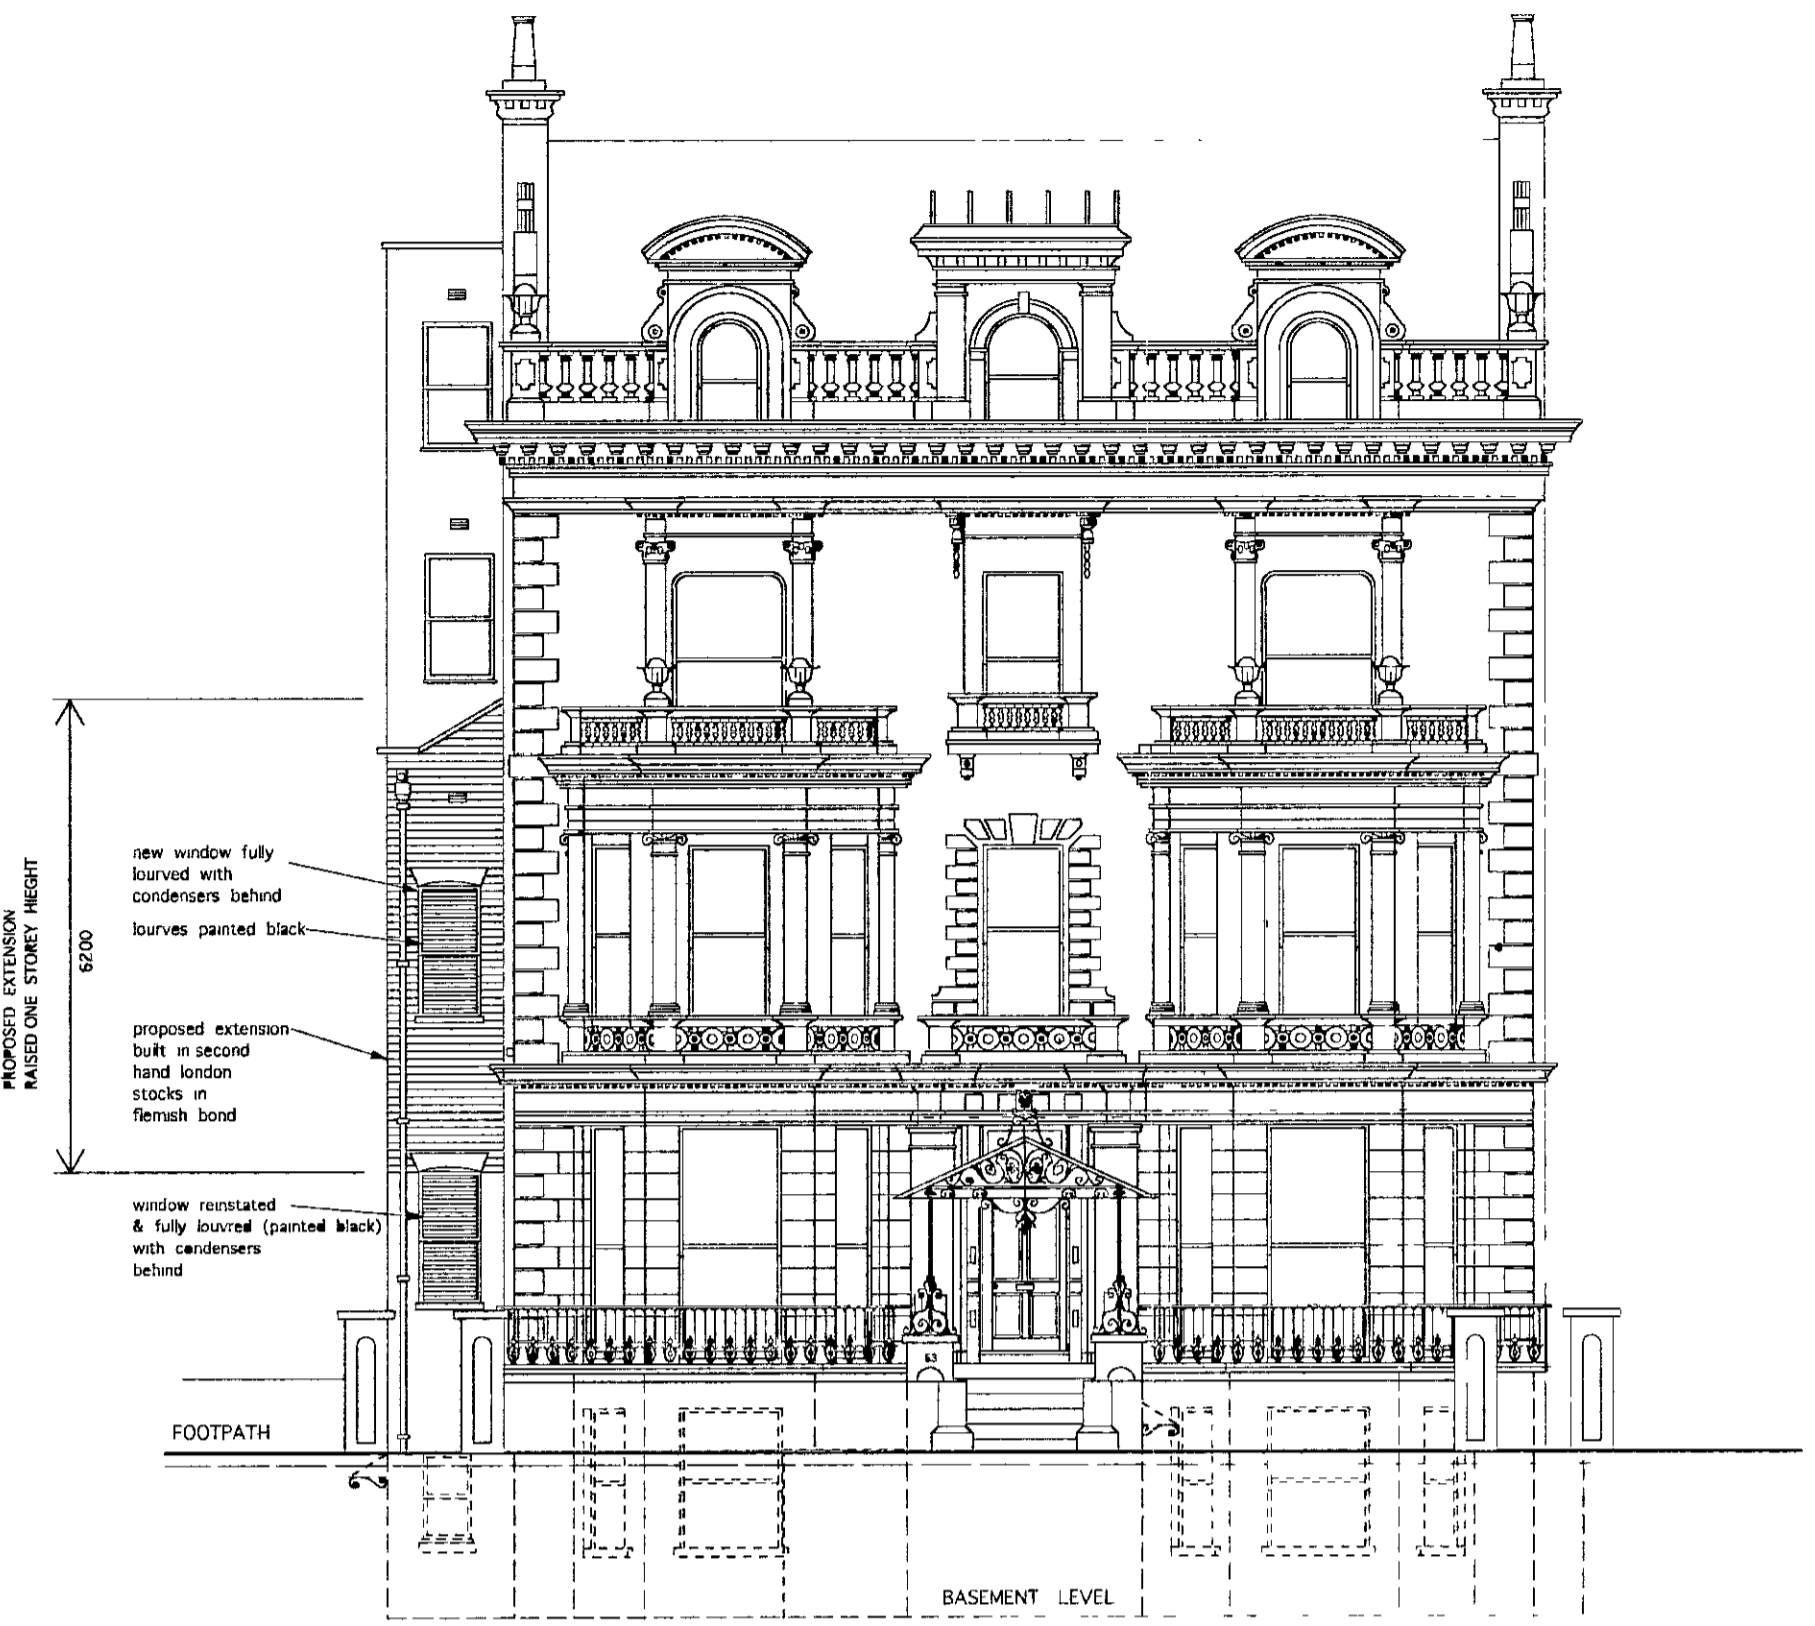 PROPOSED EXTENSION
RAISED ONE STOREY HIEGHT
6200
new window fully
lourved with
condensers behind
lourves painted black
proposed extension
built in second
hand london
stocks in
flemish bond
window reinstated
& fully louvred (painted black)
with condensers
behind
63
FOOTPATH
BASEMENT LEVEL